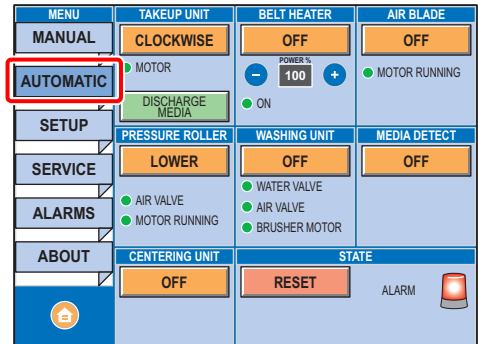 MENU
MANUAL
AUTOMATIC
SETUP
SERVICE
ALARMS
ABOUT
TAKEUP UNIT
CLOCKWISE
MOTOR
DISCHARGE
MEDIA
BELT HEATER
OFF
POWER %
- 100 +
ON
AIR BLADE
OFF
MOTOR RUNNING
PRESSURE ROLLER
LOWER
AIR VALVE
MOTOR RUNNING
WASHING UNIT
OFF
WATER VALVE
AIR VALVE
BRUSHER MOTOR
MEDIA DETECT
OFF
CENTERING UNIT
OFF
STATE
RESET
ALARM